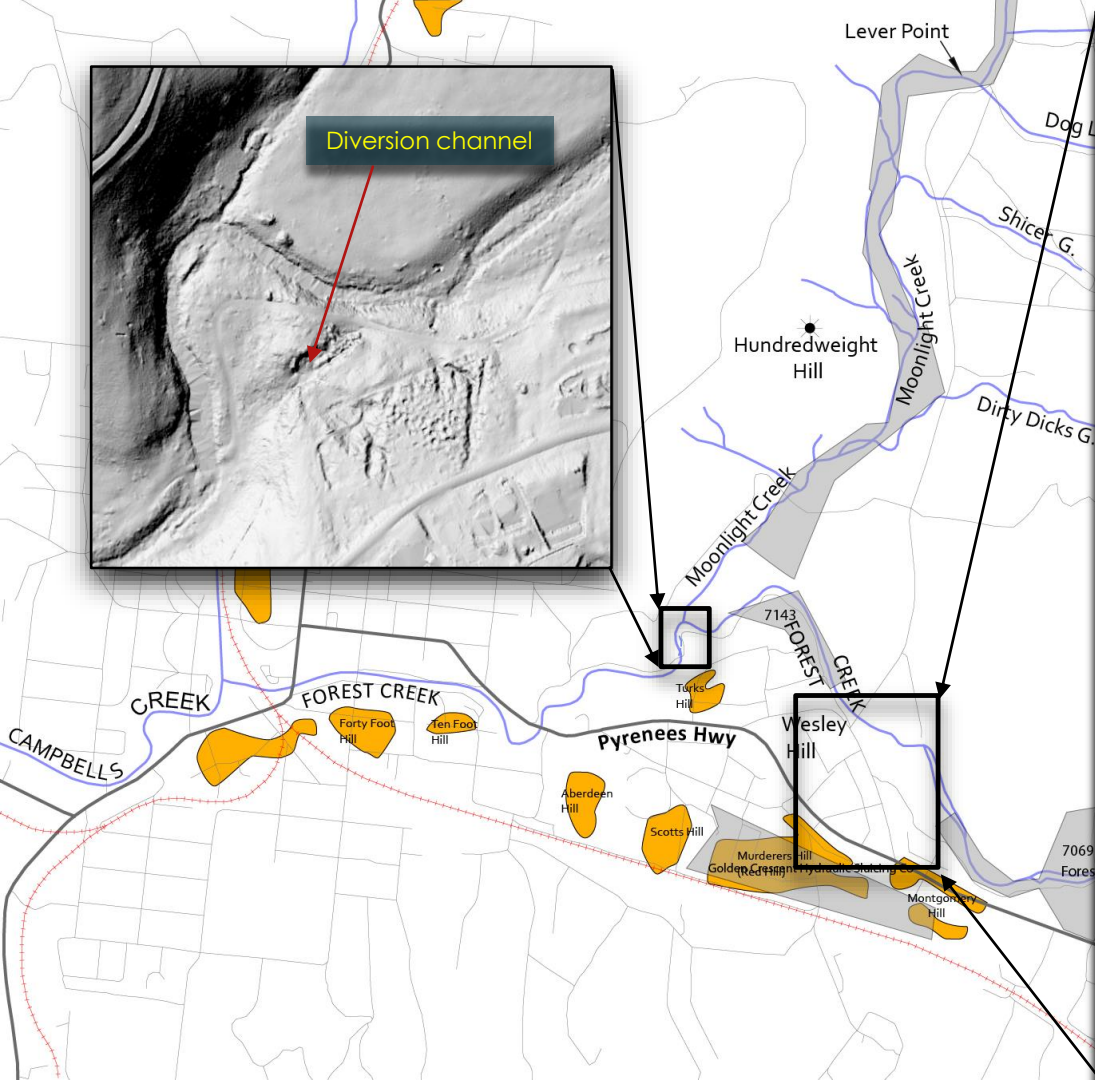 Lever Point
Dog L
Diversion channel
Shicer G.
Moonlight Creek
Hundredweight
Hill
Dirty Dicks G.
Moonlight Creek
7143
FOREST
CREEK
Turks
Hill
CREEK
FOREST CREEK
Forty Foot
Hill
Ten Foot
Hill
Wesley
Hill
Pyrenees Hwy
CAMPBELLS
Aberdeen
Hill
Scotts Hill
7069
Fores
Murderers Hill
(Red Hill)
Golden Crescent Hydraulic Sluicing Co
Montgomery
Hill